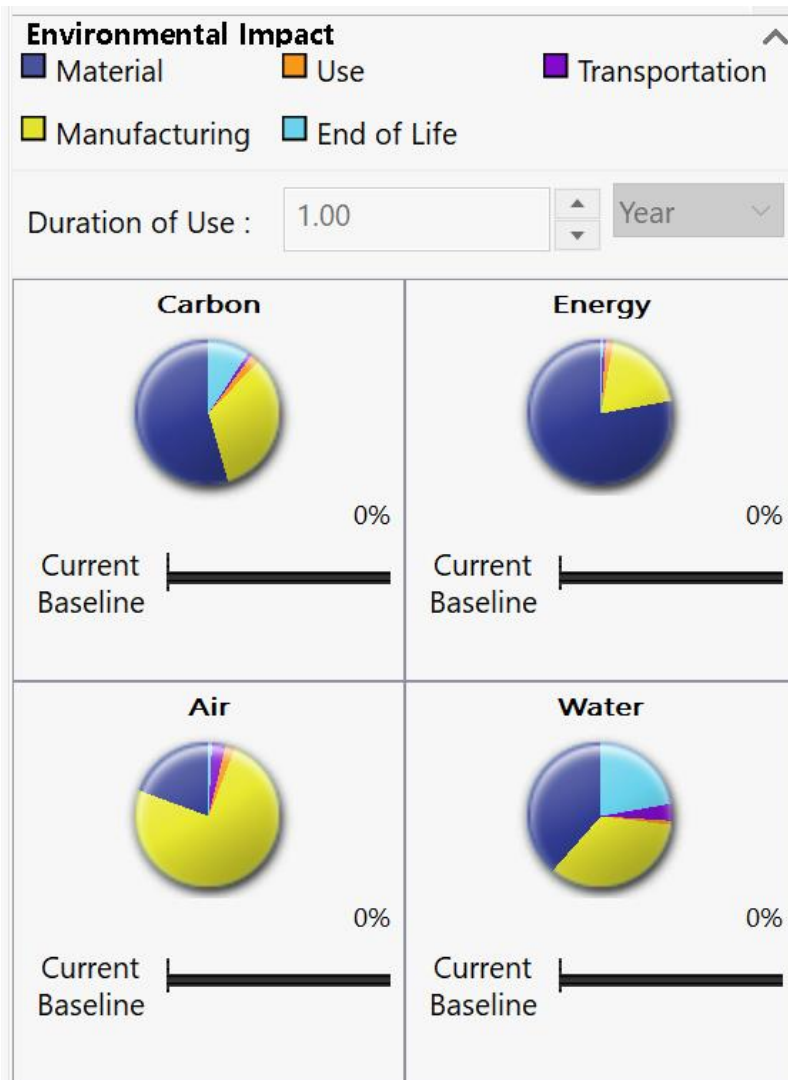 Environmental Impact
Material Use Transportation
Manufacturing End of Life
Duration of Use : 1.00 Year
Carbon Energy
0% 0%
Current Current
Baseline Baseline
Air Water
0% 0%
Current Current
Baseline Baseline